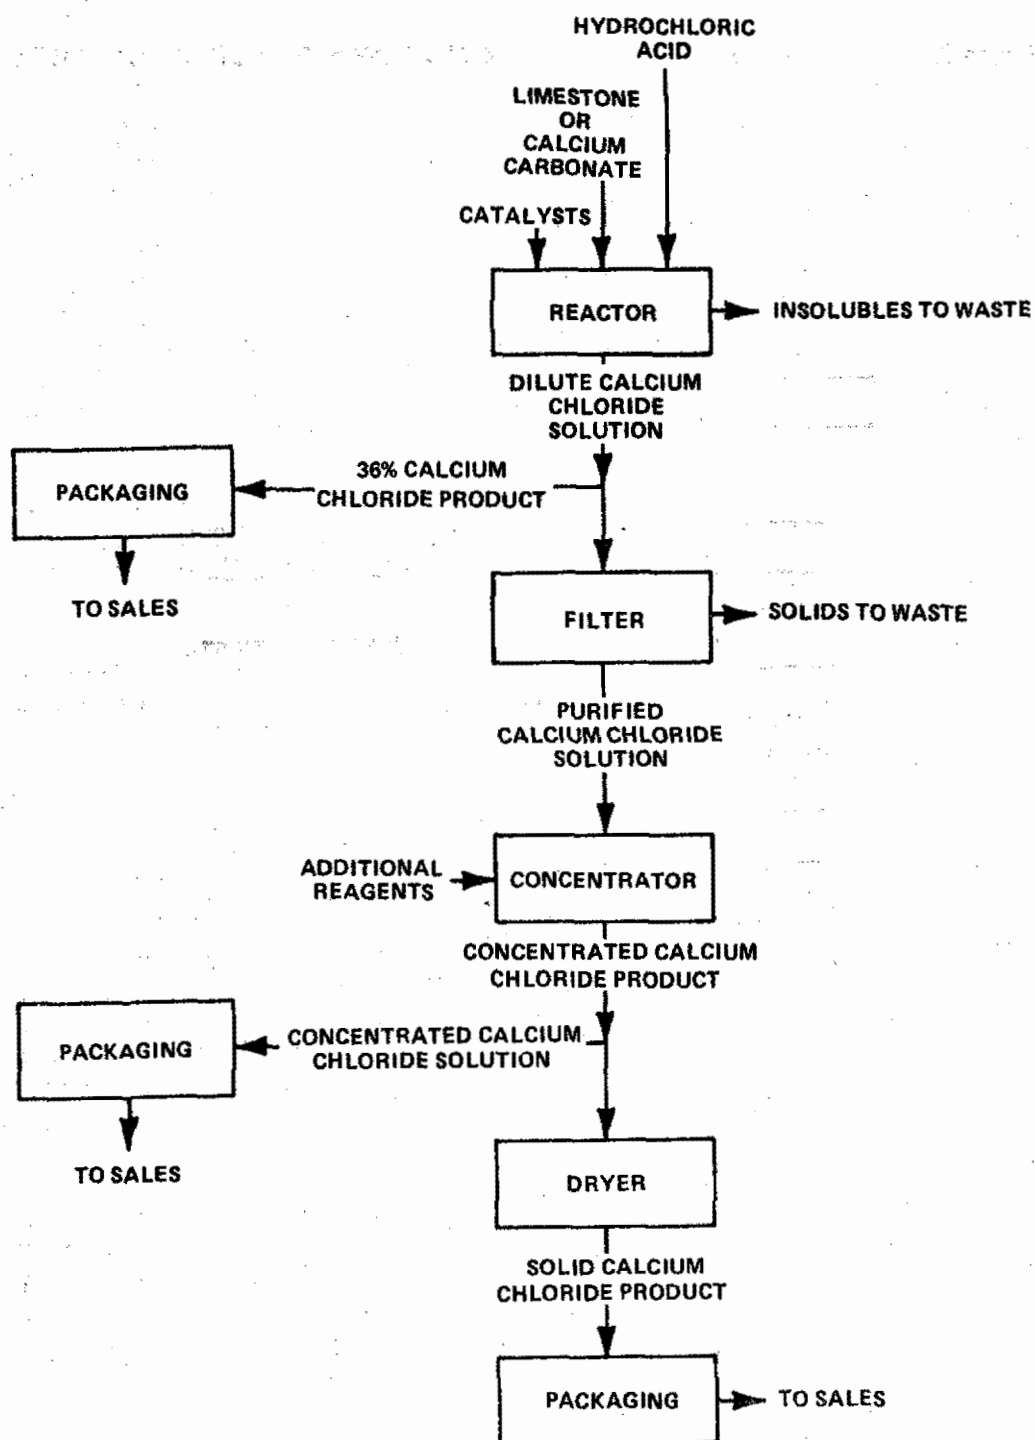 HYDROCHLORIC
ACID
LIMESTONE
OR
CALCIUM
CARBONATE
CATALYSTS
REACTOR
INSOLUBLES TO WASTE
DILUTE CALCIUM
CHLORIDE
SOLUTION
36% CALCIUM
CHLORIDE PRODUCT
PACKAGING
TO SALES
FILTER
SOLIDS TO WASTE
PURIFIED
CALCIUM CHLORIDE
SOLUTION
ADDITIONAL
REAGENTS
CONCENTRATOR
CONCENTRATED CALCIUM
CHLORIDE PRODUCT
CONCENTRATED CALCIUM
CHLORIDE SOLUTION
PACKAGING
TO SALES
DRYER
SOLID CALCIUM
CHLORIDE PRODUCT
PACKAGING
TO SALES